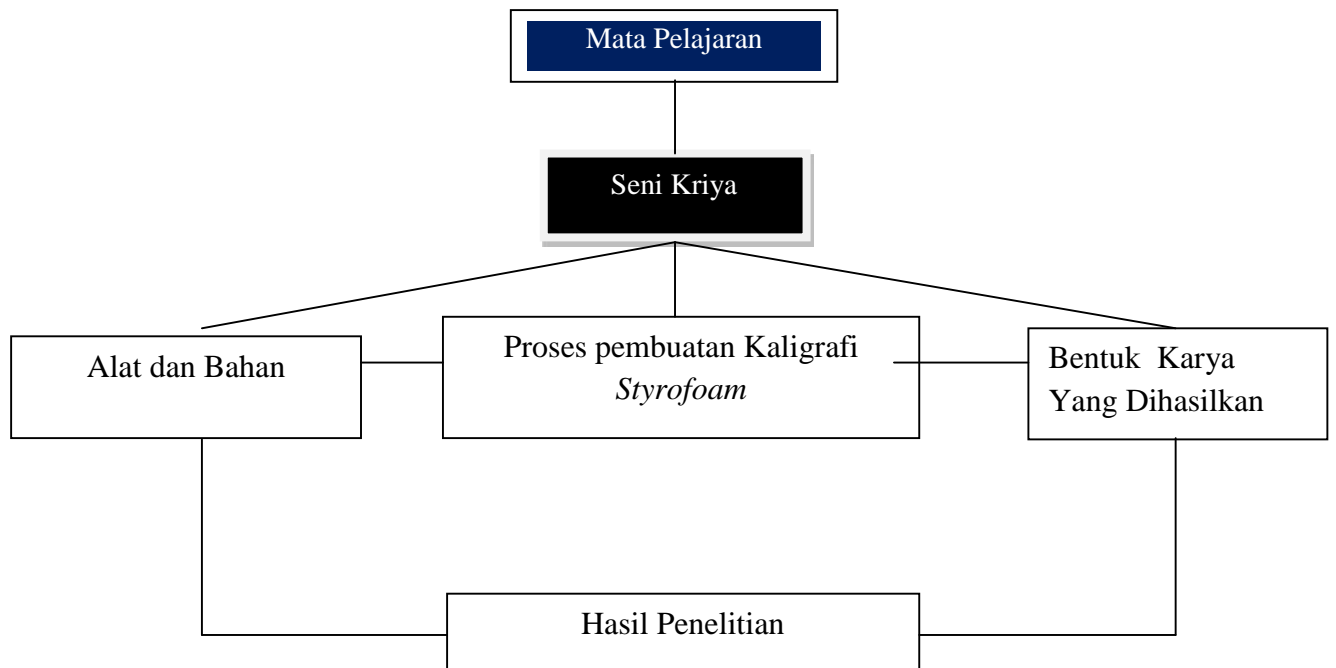 Mata Pelajaran
Seni Kriya
Alat dan Bahan
Proses pembuatan Kaligrafi
Styrofoam
Bentuk Karya
Yang Dihasilkan
Hasil Penelitian